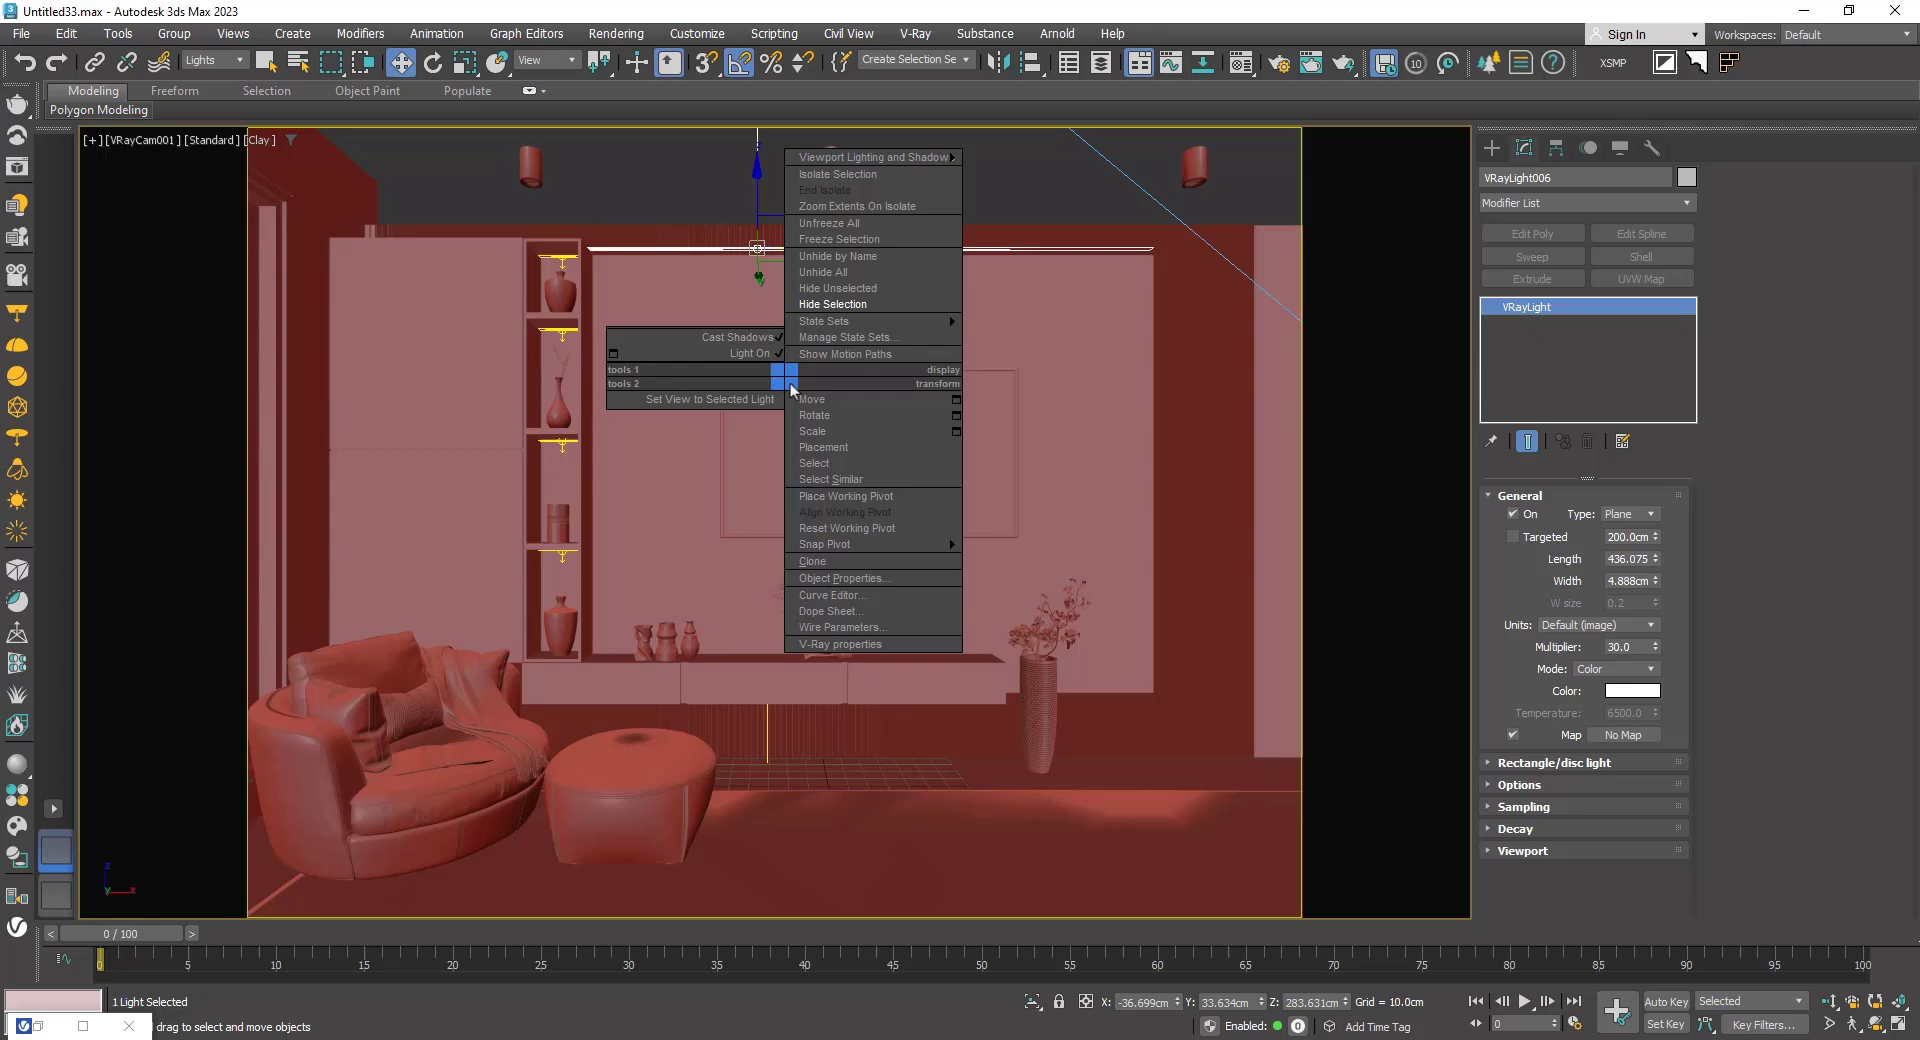 Untitled33.max - Autodesk 3ds Max 2023
File Edit Tools Group Views Create Modifiers Animation Graph Editors Rendering Customize Scripting Civil View V-Ray Substance Arnold Help Sign In Workspaces: Default
Lights View Create Selection Se 10 XSMP
Modeling Freeform Selection Object Paint Populate
Polygon Modeling
[+] [VRayCam001] [Standard] [Clay]
Viewport Lighting and Shadow
Isolate Selection
End Isolate
Zoom Extents On Isolate
Unfreeze All
Freeze Selection
Unhide by Name
Unhide All
Hide Unselected
Hide Selection
State Sets
Manage State Sets...
Show Motion Paths
Cast Shadows
Light On
tools 1 display
tools 2 transform
Set View to Selected Light
Move
Rotate
Scale
Placement
Select
Select Similar
Place Working Pivot
Align Working Pivot
Reset Working Pivot
Snap Pivot
Clone
Object Properties...
Curve Editor...
Dope Sheet...
Wire Parameters...
V-Ray properties
z
z
y x
VRayLight006
Modifier List
Edit Poly Edit Spline
Sweep Shell
Extrude UVW Map
VRayLight
General
On Type: Plane
Targeted 200.0cm
Length 436.075
Width 4.888cm
W size 0.2
Units: Default (image)
Multiplier: 30.0
Mode: Color
Color:
Temperature: 6500.0
Map No Map
Rectangle/disc light
Options
Sampling
Decay
Viewport
< 0 / 100 >
0 5 10 15 20 25 30 35 40 45 50 55 60 65 70 75 80 85 90 95 100
1 Light Selected
X: -36.699cm Y: 33.634cm Z: 283.631cm Grid = 10.0cm
Auto Key Selected
drag to select and move objects
Enabled: 0 Add Time Tag
0
Set Key Key Filters...